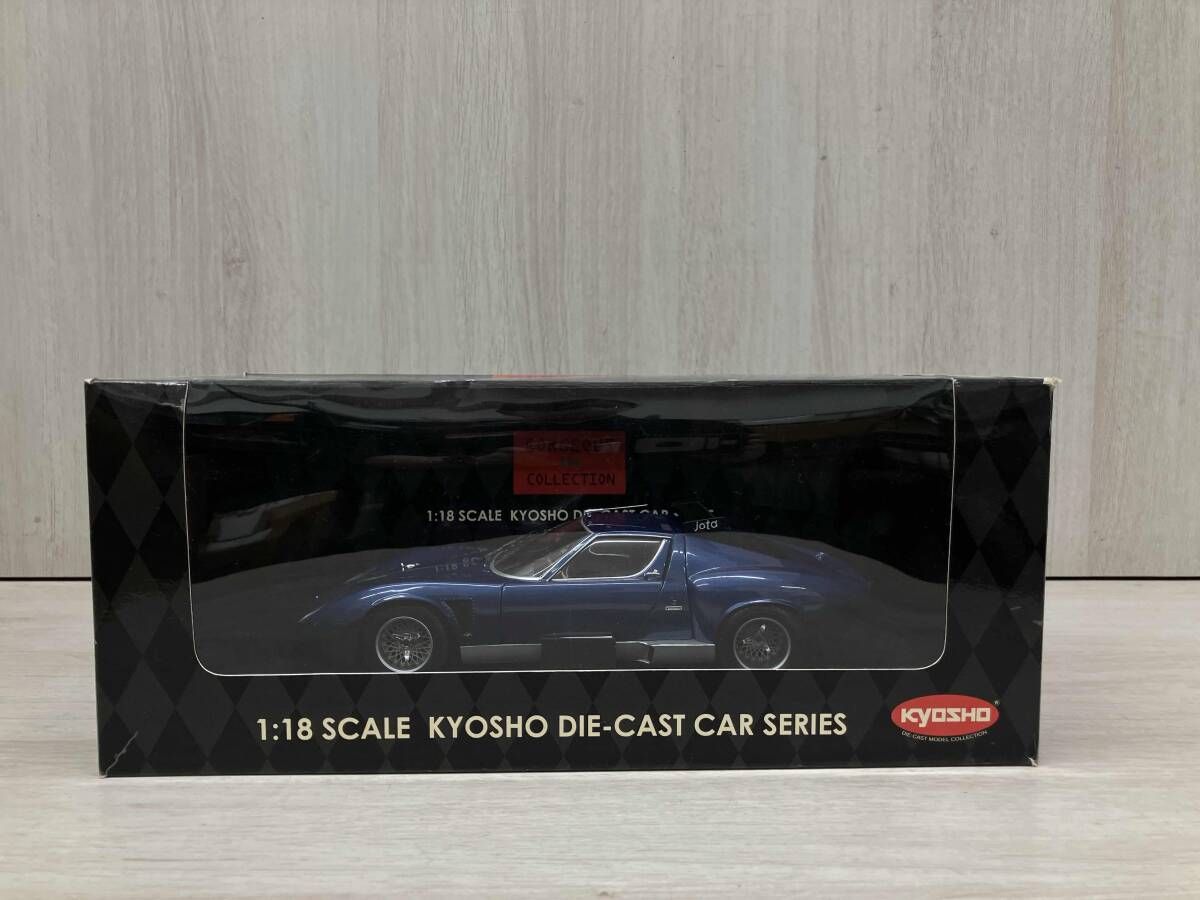 COLLECTION
1:18 SCALE KYOSHO DIE-CAST CAR
jota
1:18 SCALE KYOSHO DIE-CAST CAR SERIES
KYOSHO
DIE-CAST MODEL COLLECTION